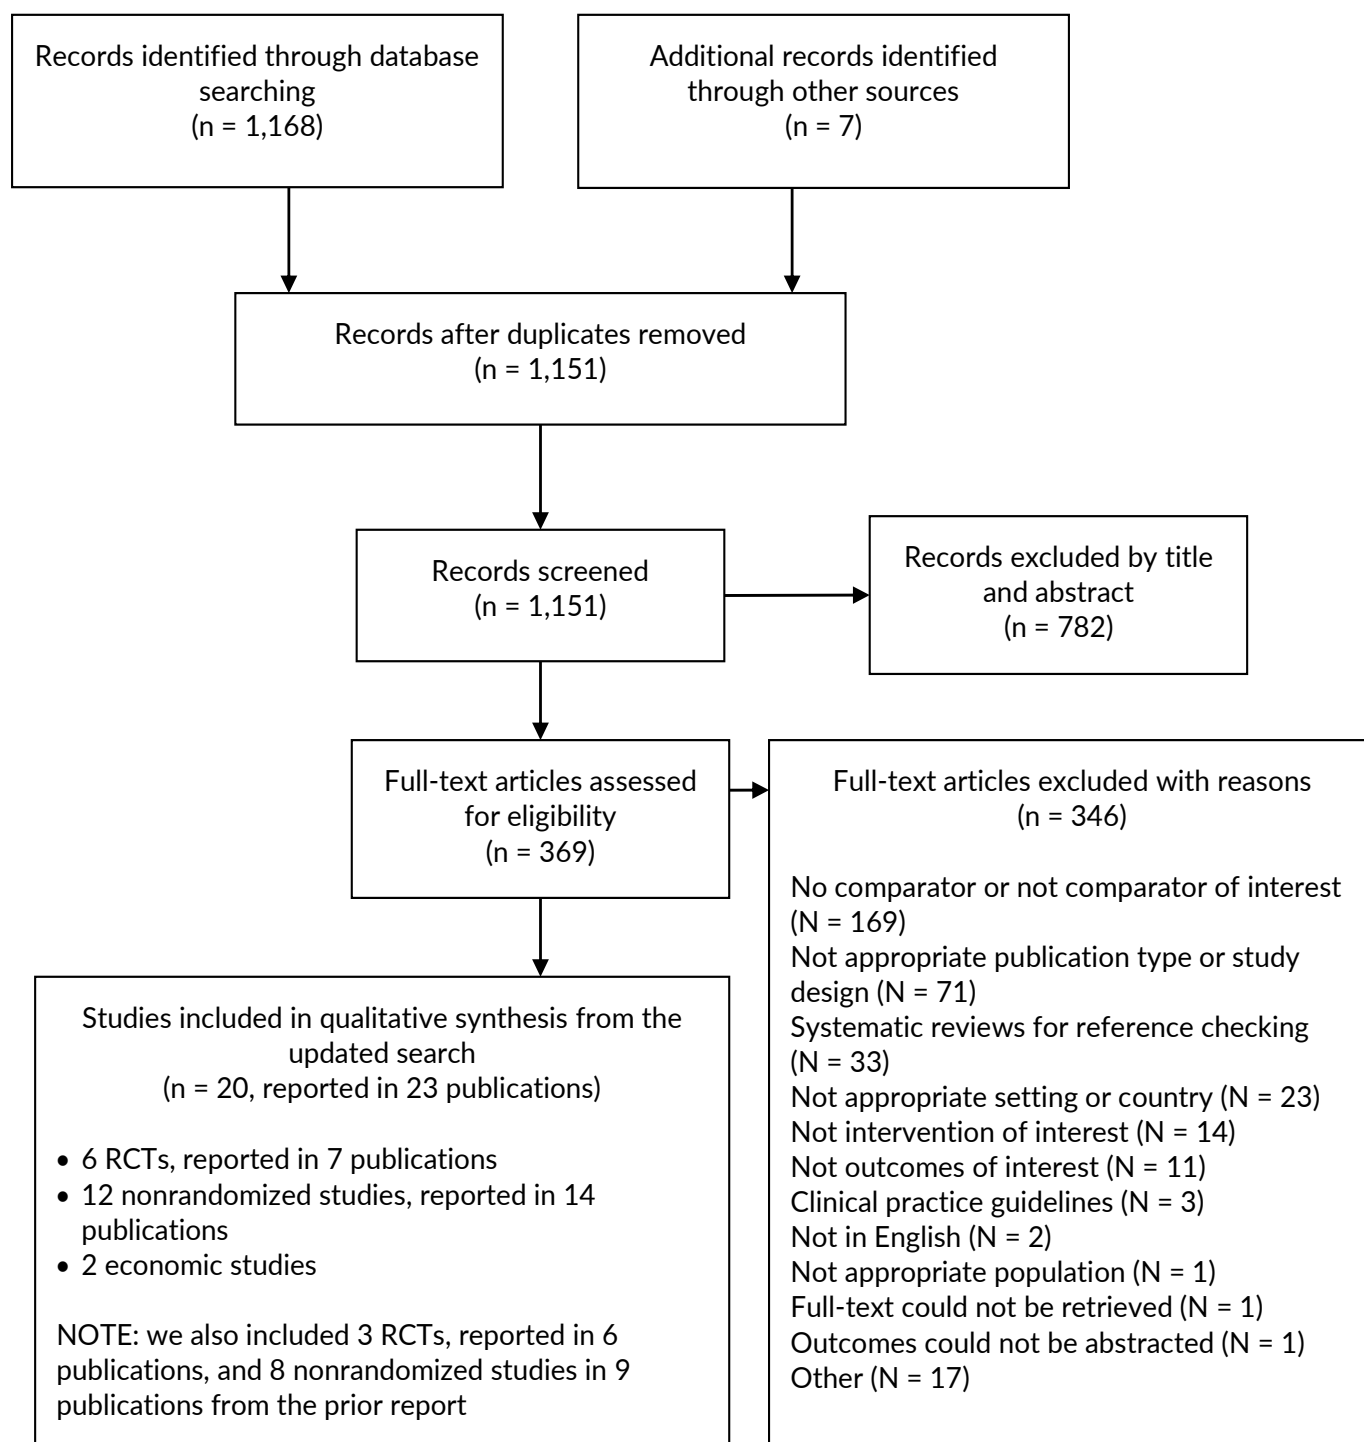 Records identified through database
searching
(n = 1,168)
Additional records identified
through other sources
(n = 7)
Records after duplicates removed
(n = 1,151)
Records screened
(n = 1,151)
Records excluded by title
and abstract
(n = 782)
Full-text articles assessed
for eligibility
(n = 369)
Full-text articles excluded with reasons
(n = 346)
No comparator or not comparator of interest
(N = 169)
Not appropriate publication type or study
design (N = 71)
Systematic reviews for reference checking
(N = 33)
Not appropriate setting or country (N = 23)
Not intervention of interest (N = 14)
Not outcomes of interest (N = 11)
Clinical practice guidelines (N = 3)
Not in English (N = 2)
Not appropriate population (N = 1)
Full-text could not be retrieved (N = 1)
Outcomes could not be abstracted (N = 1)
Other (N = 17)
Studies included in qualitative synthesis from the
updated search
(n = 20, reported in 23 publications)
• 6 RCTs, reported in 7 publications
• 12 nonrandomized studies, reported in 14
publications
• 2 economic studies
NOTE: we also included 3 RCTs, reported in 6
publications, and 8 nonrandomized studies in 9
publications from the prior report